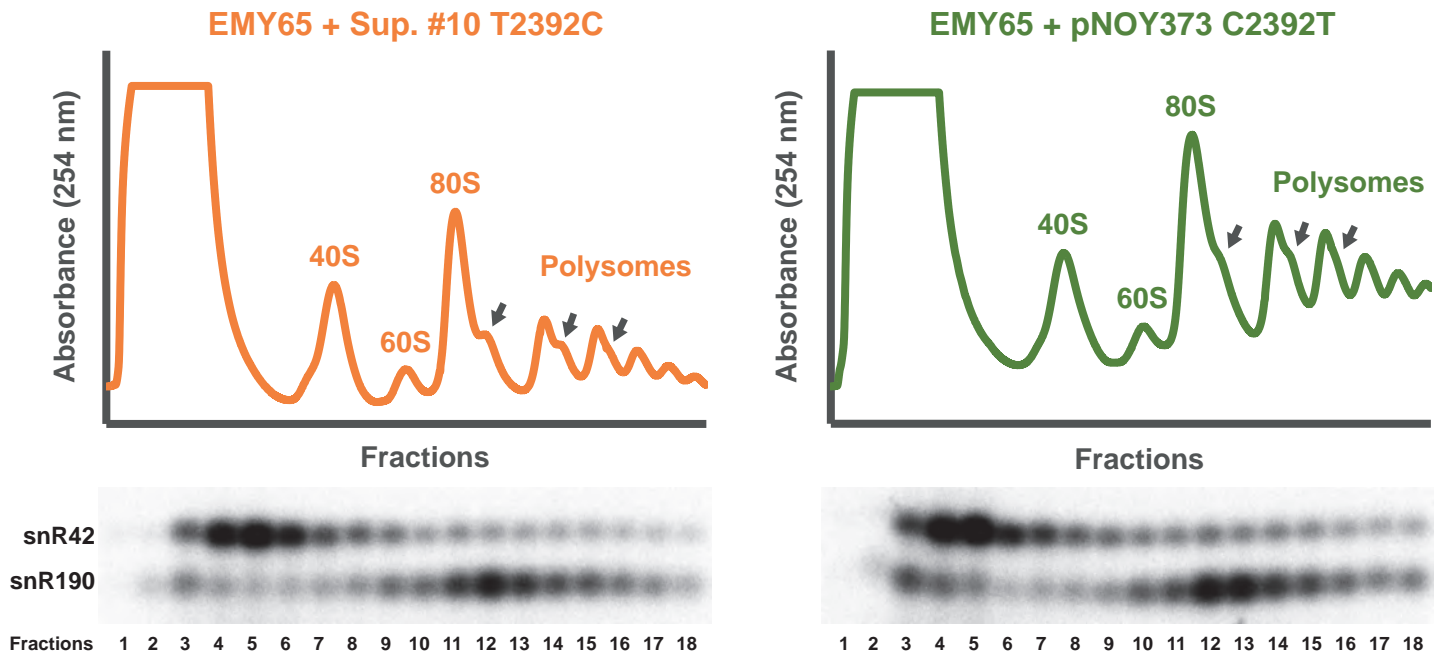 EMY65 + Sup. #10 T2392C
Absorbance (254 nm)
40S
60S
80S
Polysomes
Fractions
EMY65 + pNOY373 C2392T
Absorbance (254 nm)
40S
60S
80S
Polysomes
Fractions
snR42
snR190
Fractions 1 2 3 4 5 6 7 8 9 10 11 12 13 14 15 16 17 18
1 2 3 4 5 6 7 8 9 10 11 12 13 14 15 16 17 18